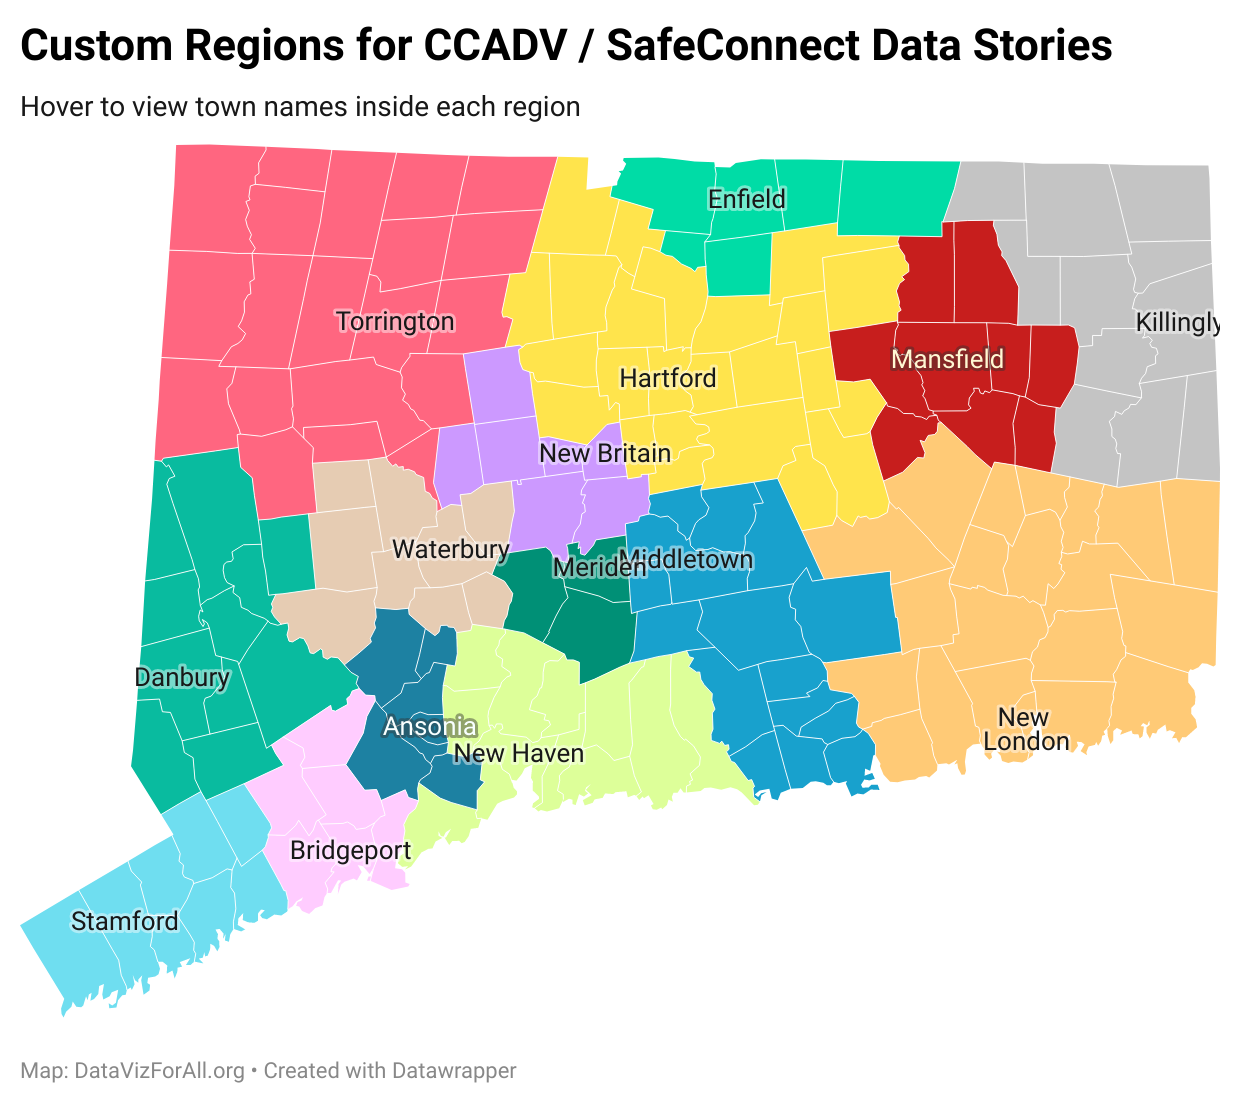 Custom Regions for CCADV / SafeConnect Data Stories
Hover to view town names inside each region
Enfield
Torrington
Killingly
Mansfield
Hartford
New Britain
Waterbury
Meriden
Middletown
Danbury
New
London
Ansonia
New Haven
Bridgeport
Stamford
Map: DataVizForAll.org • Created with Datawrapper